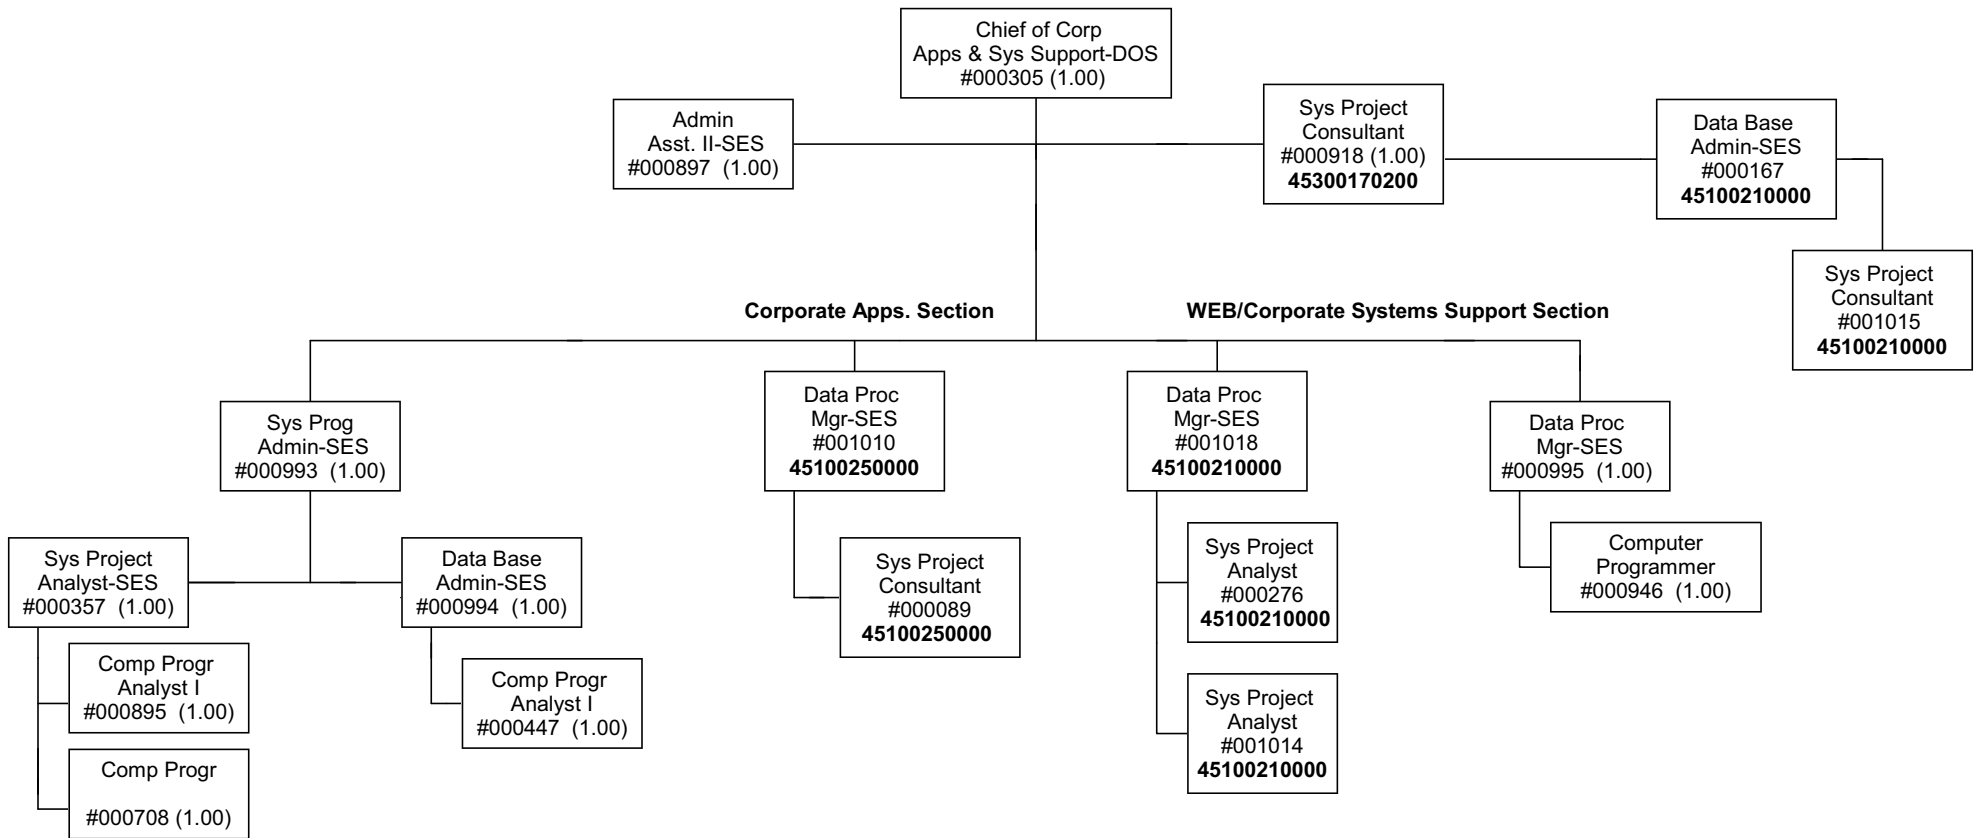 Chief of Corp
Apps & Sys Support-DOS
#000305 (1.00)
Admin
Asst. II-SES
#000897 (1.00)
Sys Project
Consultant
#000918 (1.00)
45300170200
Data Base
Admin-SES
#000167
45100210000
Sys Project
Consultant
#001015
45100210000
Corporate Apps. Section
WEB/Corporate Systems Support Section
Sys Prog
Admin-SES
#000993 (1.00)
Data Proc
Mgr-SES
#001010
45100250000
Data Proc
Mgr-SES
#001018
45100210000
Data Proc
Mgr-SES
#000995 (1.00)
Sys Project
Analyst-SES
#000357 (1.00)
Data Base
Admin-SES
#000994 (1.00)
Sys Project
Consultant
#000089
45100250000
Sys Project
Analyst
#000276
45100210000
Computer
Programmer
#000946 (1.00)
Comp Progr
Analyst I
#000895 (1.00)
Comp Progr
Analyst I
#000447 (1.00)
Sys Project
Analyst
#001014
45100210000
Comp Progr
#000708 (1.00)